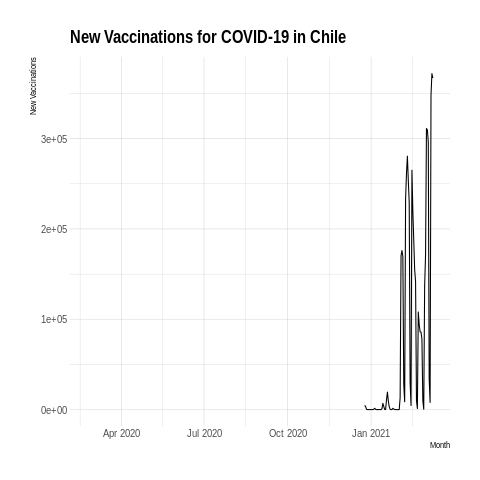 New Vaccinations for COVID-19 in Chile
New Vaccinations
3e+05
2e+05
1e+05
0e+00
Apr 2020
Jul 2020
Oct 2020
Jan 2021
Month